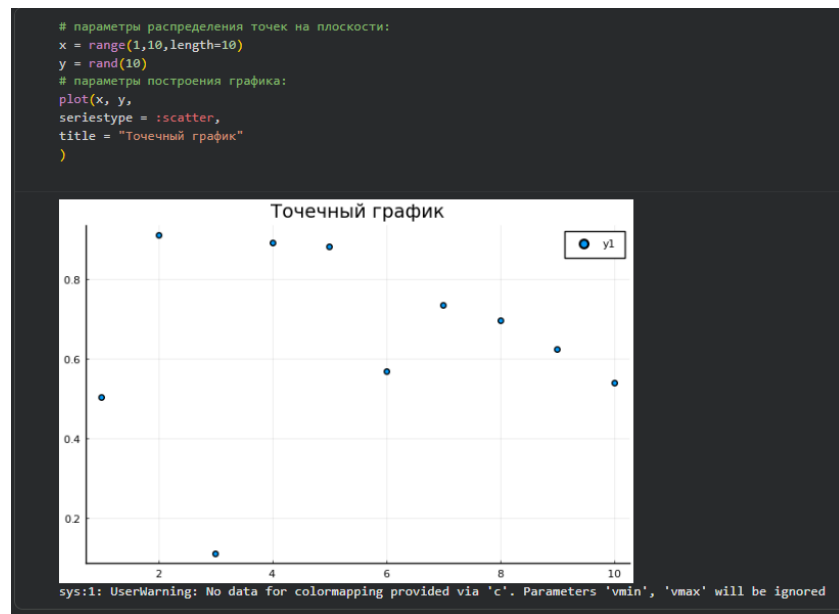 # параметры распределения точек на плоскости:
x = range(1,10,length=10)
y = rand(10)
# параметры построения графика:
plot(x, y,
seriestype = :scatter,
title = "Точечный график"
)
Точечный график
y1
0.8
0.6
0.4
0.2
2 4 6 8 10
sys:1: UserWarning: No data for colormapping provided via 'c'. Parameters 'vmin', 'vmax' will be ignored